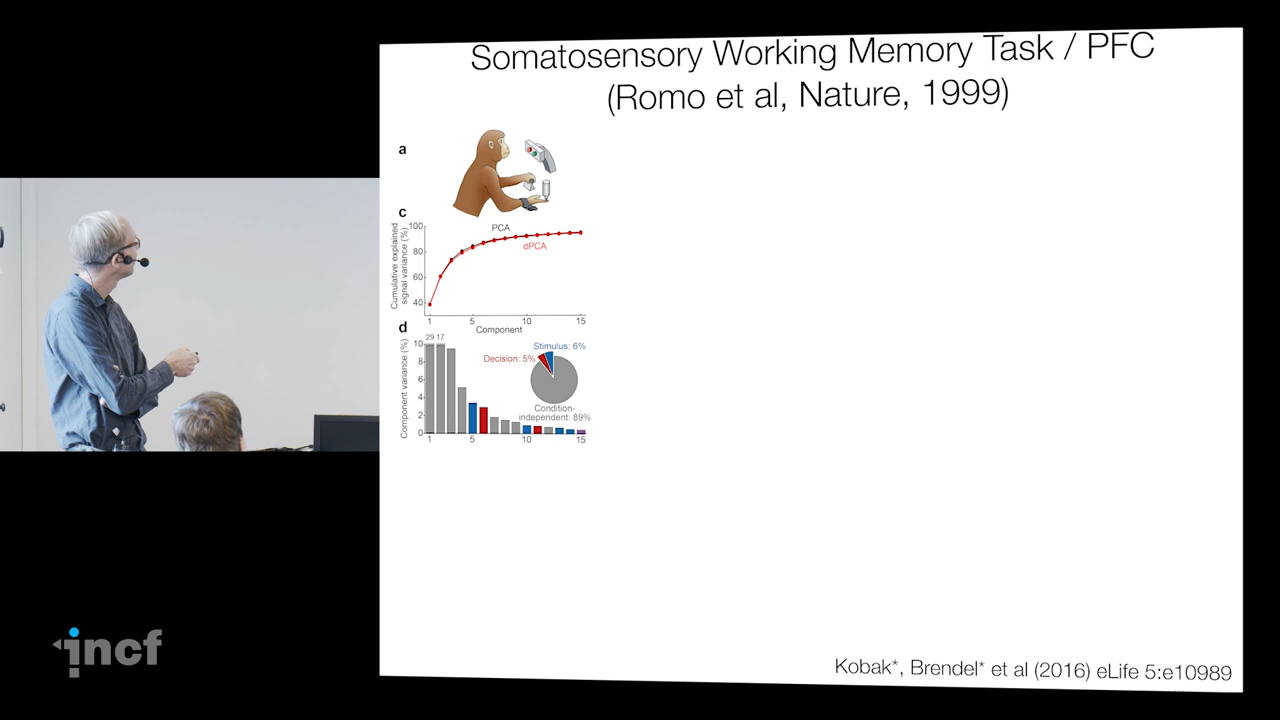 Somatosensory Working Memory Task / PFC
(Romo et al, Nature, 1999)
a
c
Cumulative explained
signal variance (%)
100
80
60
40
PCA
dPCA
1
5
10
15
Component
d
Component variance (%)
29 17
10
8
6
4
2
0
Stimulus: 6%
Decision: 5%
Condition-
independent: 89%
1
5
10
15
incf
Kobak*, Brendel* et al (2016) eLife 5:e10989